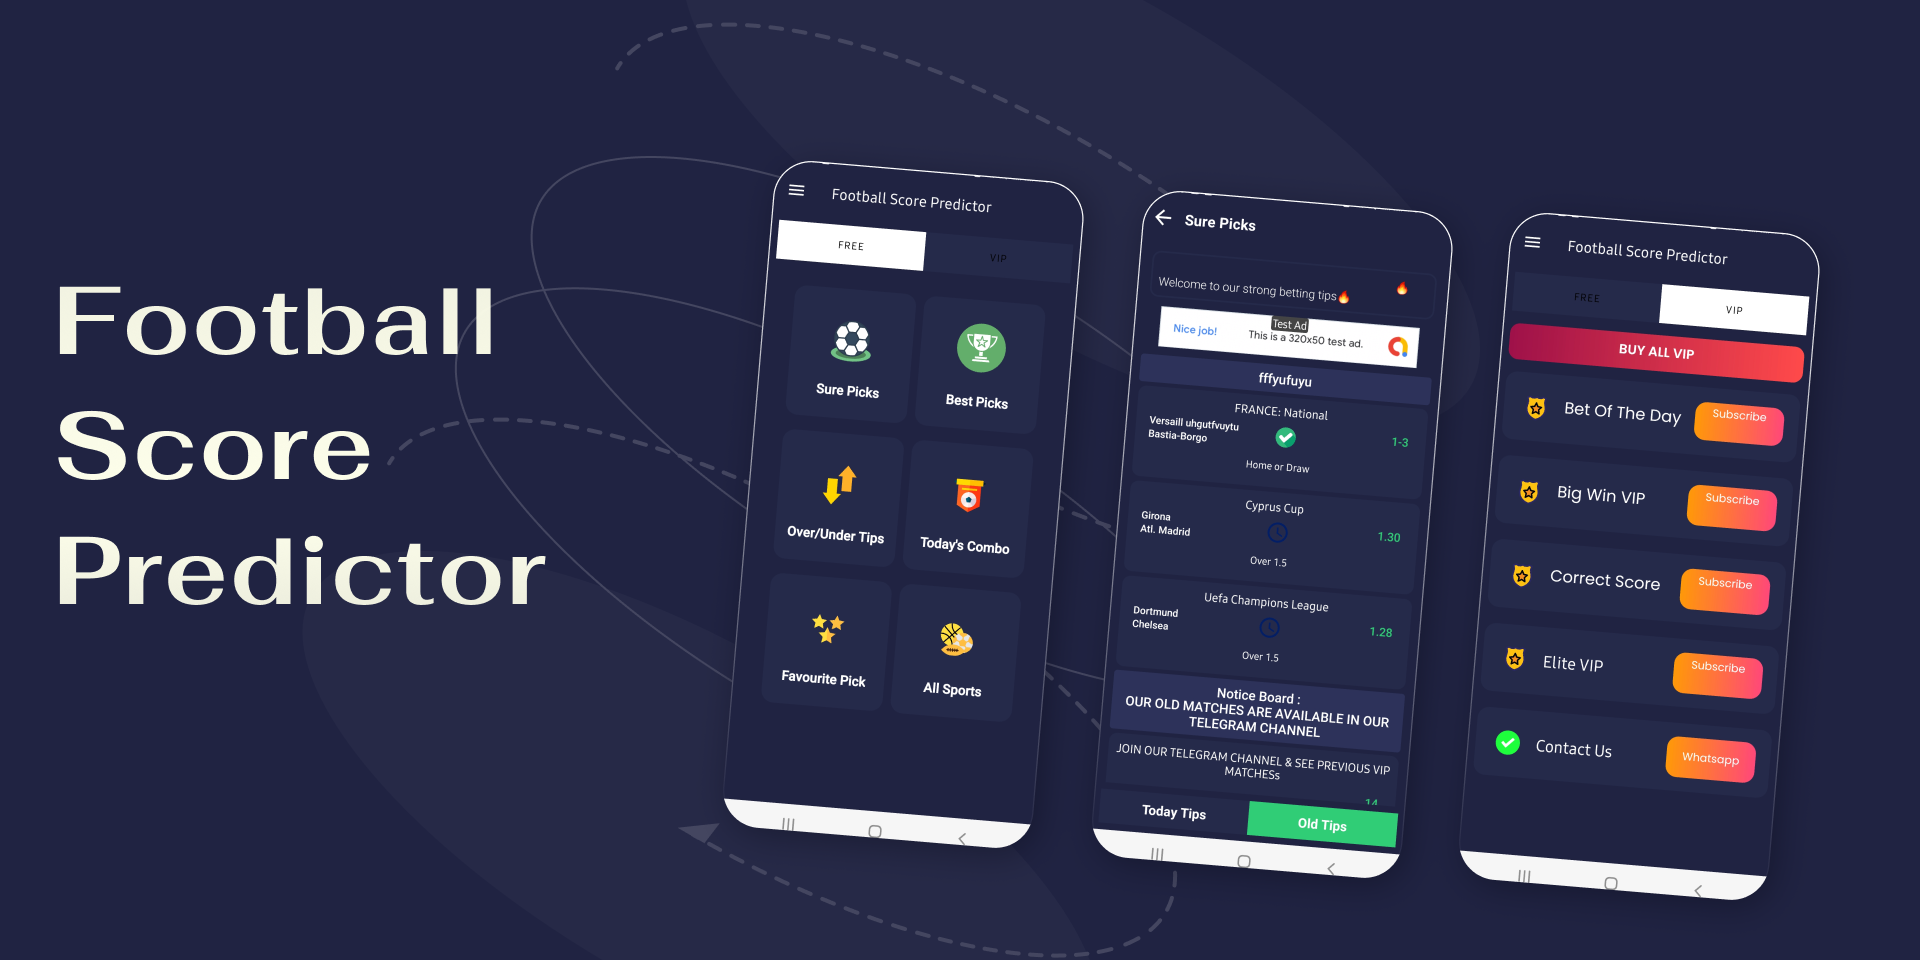 Football
Score
Predictor
Football Score Predictor
FREE
VIP
Sure Picks
Best Picks
Over/Under Tips
Today's Combo
Favourite Pick
All Sports
Sure Picks
Welcome to our strong betting tips🔥
🔥
Nice job!
Test Ad
This is a 320x50 test ad.
fffyufuyu
FRANCE: National
Versaill uhgutfvuytu
Bastia-Borgo
1-3
Home or Draw
Cyprus Cup
Girona
Atl. Madrid
1.30
Over 1.5
Uefa Champions League
Dortmund
Chelsea
1.28
Over 1.5
Notice Board :
OUR OLD MATCHES ARE AVAILABLE IN OUR
TELEGRAM CHANNEL
JOIN OUR TELEGRAM CHANNEL & SEE PREVIOUS VIP
MATCHESs
14
Today Tips
Old Tips
Football Score Predictor
FREE
VIP
BUY ALL VIP
Bet Of The Day
Subscribe
Big Win VIP
Subscribe
Correct Score
Subscribe
Elite VIP
Subscribe
Contact Us
Whatsapp